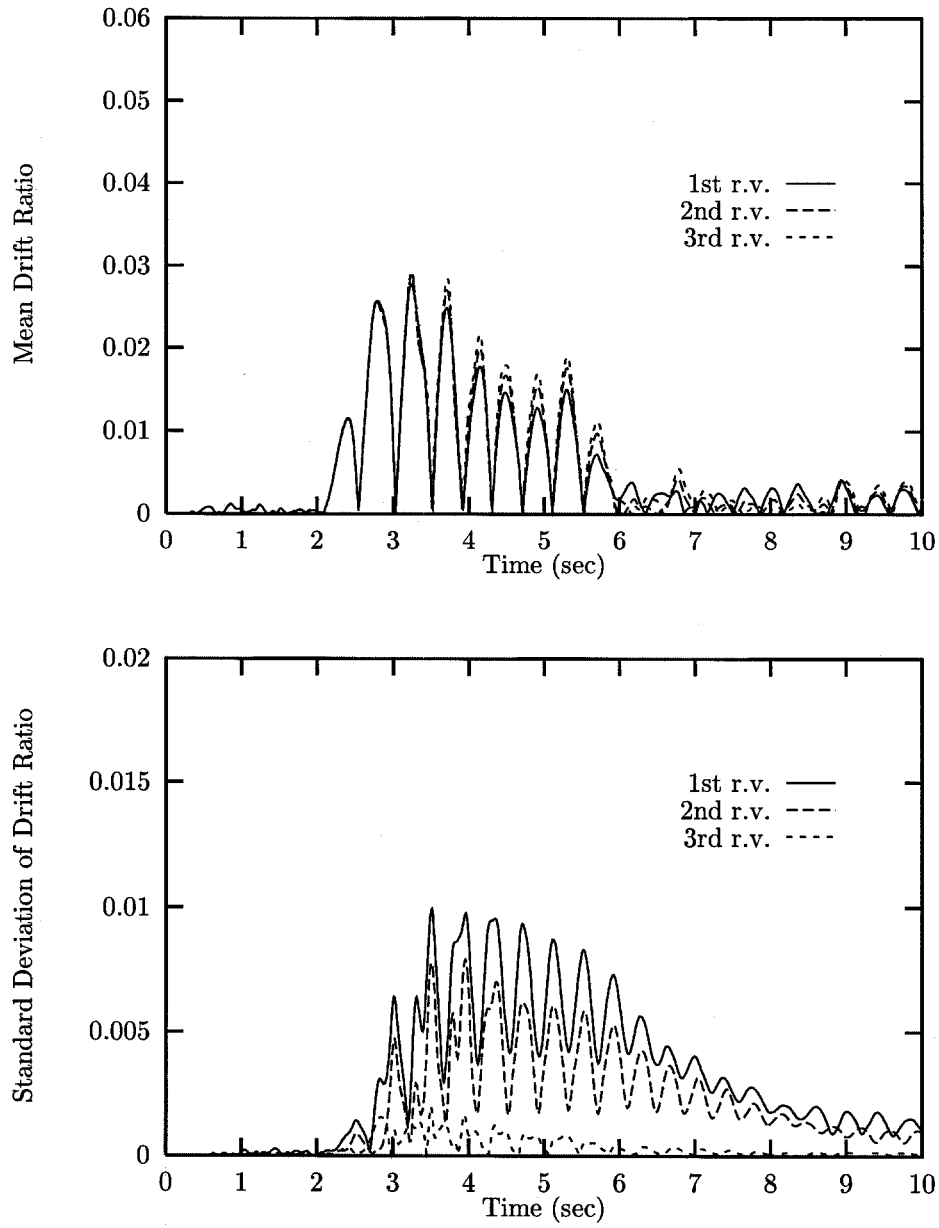 0.06
0.05
0.04
0.03
0.02
0.01
0
Mean Drift Ratio
1st r.v.
2nd r.v.
3rd r.v.
0 1 2 3 4 5 6 7 8 9 10
Time (sec)
0.02
0.015
0.01
0.005
0
Standard Deviation of Drift Ratio
1st r.v.
2nd r.v.
3rd r.v.
0 1 2 3 4 5 6 7 8 9 10
Time (sec)